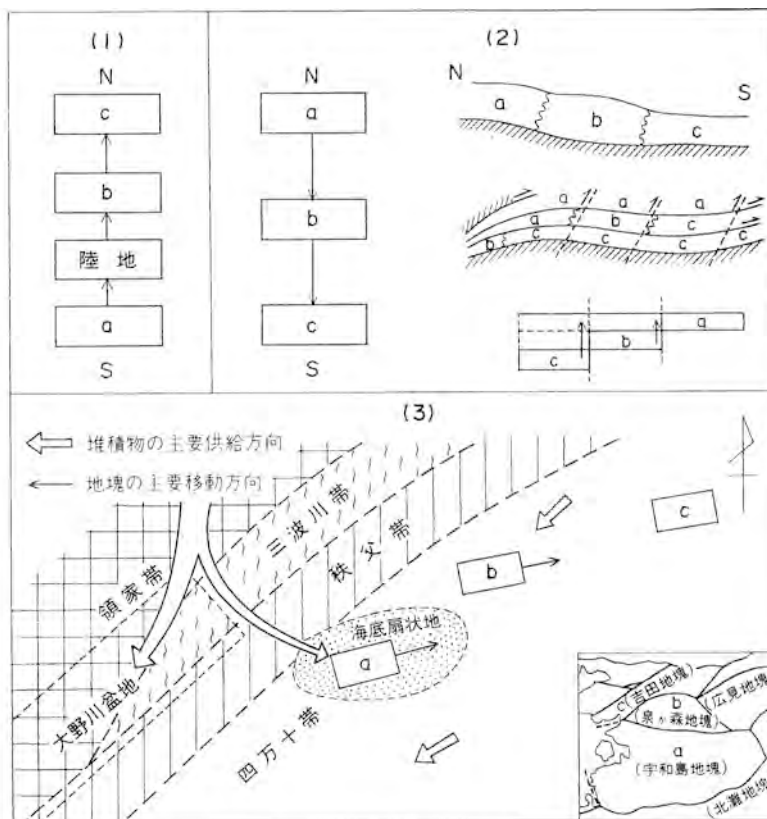 (1)
N
c
b
陸地
a
S
(2)
N
a
b
c
S
N
S
a
b
c
a
a
a
a
a
b
c
b
c
c
c
c
a
b
c
(3)
堆積物の主要供給方向
地塊の主要移動方向
領家帯
三波川帯
秩父帯
四万十帯
大野川盆地
海底扇状地
a
b
c
c(吉田地塊)
b
(泉ヶ森地塊)
(広見地塊)
a
(宇和島地塊)
(北灘地塊)